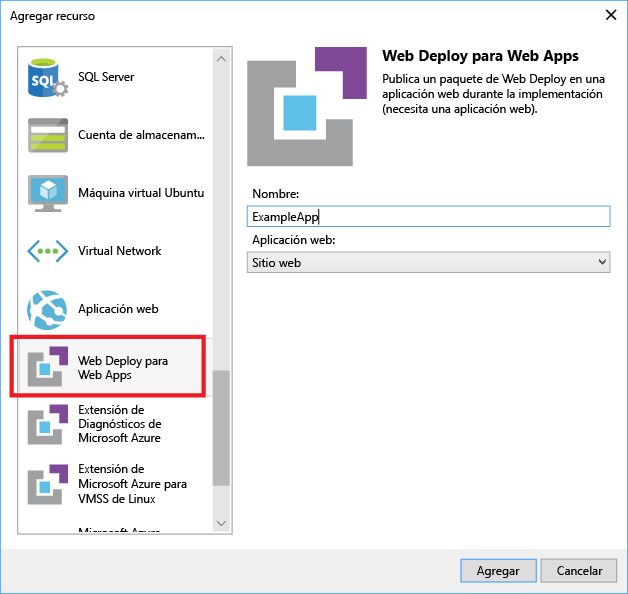 Agregar recurso
SQL
SQL Server
Cuenta de almacenam...
Máquina virtual Ubuntu
Virtual Network
Aplicación web
Web Deploy para
Web Apps
Extensión de
Diagnósticos de
Microsoft Azure
Extensión de
Microsoft Azure para
VMSS de Linux
Microsoft Azure
Web Deploy para Web Apps
Publica un paquete de Web Deploy en una
aplicación web durante la implementación
(necesita una aplicación web).
Nombre:
ExampleApp
Aplicación web:
Sitio web
Agregar
Cancelar